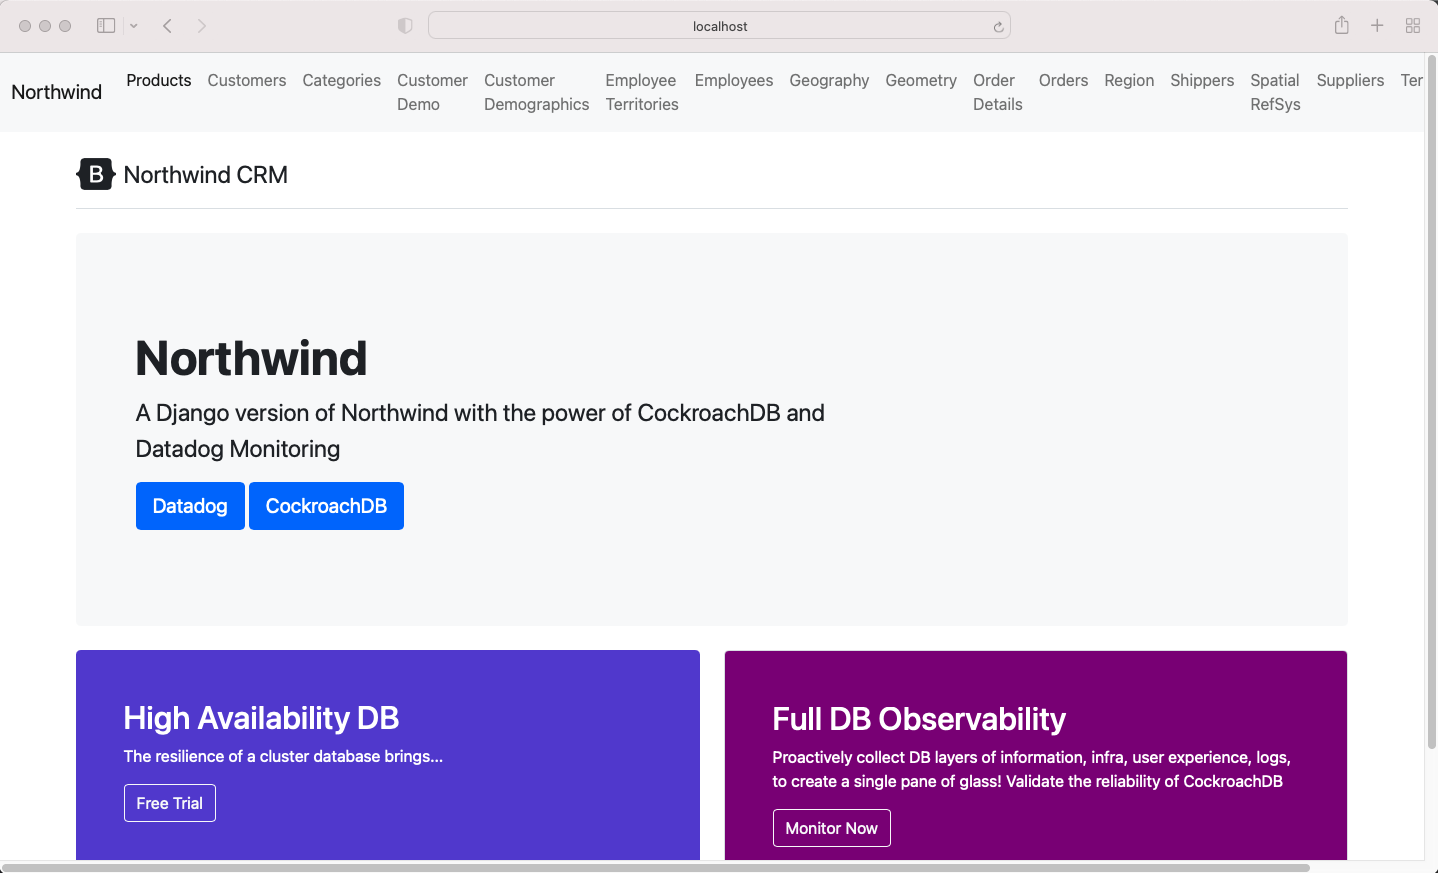 localhost
Northwind
Products Customers Categories Customer Demo Customer Demographics Employee Territories Employees Geography Geometry Order Details Orders Region Shippers Spatial RefSys Suppliers Ter
B Northwind CRM
Northwind
A Django version of Northwind with the power of CockroachDB and
Datadog Monitoring
Datadog CockroachDB
High Availability DB
The resilience of a cluster database brings...
Free Trial
Full DB Observability
Proactively collect DB layers of information, infra, user experience, logs,
to create a single pane of glass! Validate the reliability of CockroachDB
Monitor Now